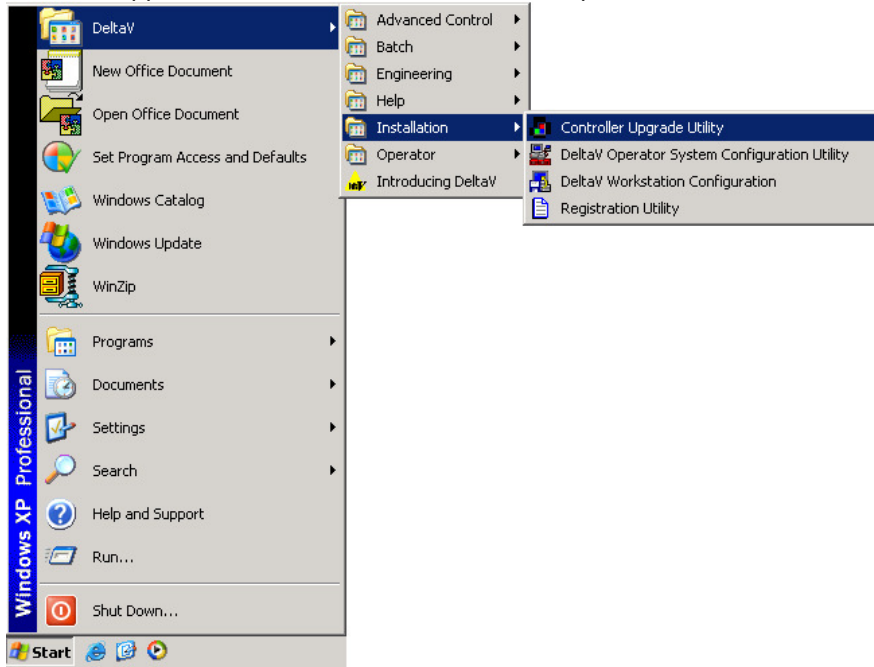 DeltaV
New Office Document
Open Office Document
Set Program Access and Defaults
Windows Catalog
Windows Update
WinZip
Programs
Documents
Settings
Search
Help and Support
Run...
Shut Down...
Windows XP Professional
Start
Advanced Control
Batch
Engineering
Help
Installation
Operator
Introducing DeltaV
Controller Upgrade Utility
DeltaV Operator System Configuration Utility
DeltaV Workstation Configuration
Registration Utility